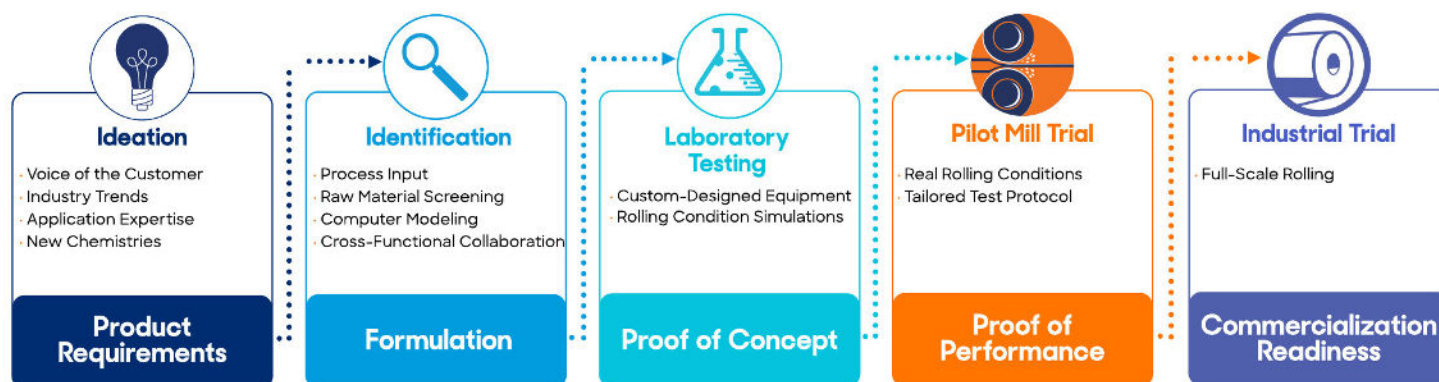 Ideation
· Voice of the Customer
· Industry Trends
· Application Expertise
· New Chemistries
Product
Requirements
Identification
· Process Input
· Raw Material Screening
· Computer Modeling
· Cross-Functional Collaboration
Formulation
Laboratory
Testing
· Custom-Designed Equipment
· Rolling Condition Simulations
Proof of Concept
Pilot Mill Trial
· Real Rolling Conditions
· Tailored Test Protocol
Proof of
Performance
Industrial Trial
· Full-Scale Rolling
Commercialization
Readiness